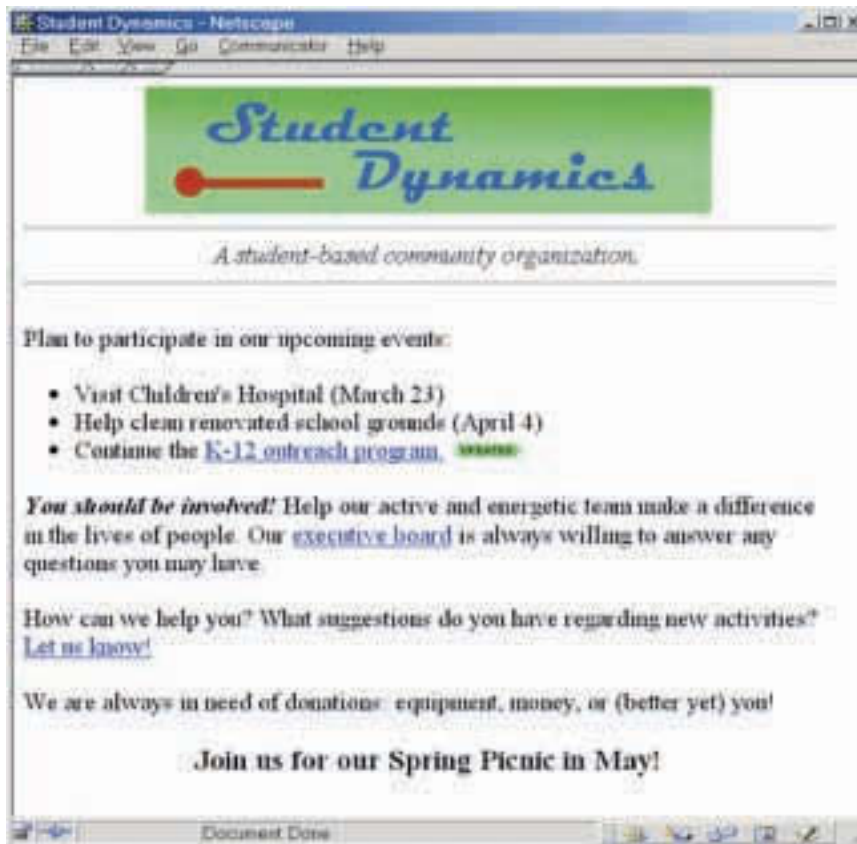 Student Dynamics - Netscape
File Edit View Go Communicator Help
Student
Dynamics
A student-based community organization.
Plan to participate in our upcoming events:
• Visit Children's Hospital (March 23)
• Help clean renovated school grounds (April 4)
• Continue the K-12 outreach program. UPDATED
You should be involved! Help our active and energetic team make a difference
in the lives of people. Our executive board is always willing to answer any
questions you may have.
How can we help you? What suggestions do you have regarding new activities?
Let us know!
We are always in need of donations: equipment, money, or (better yet) you!
Join us for our Spring Picnic in May!
Document Done